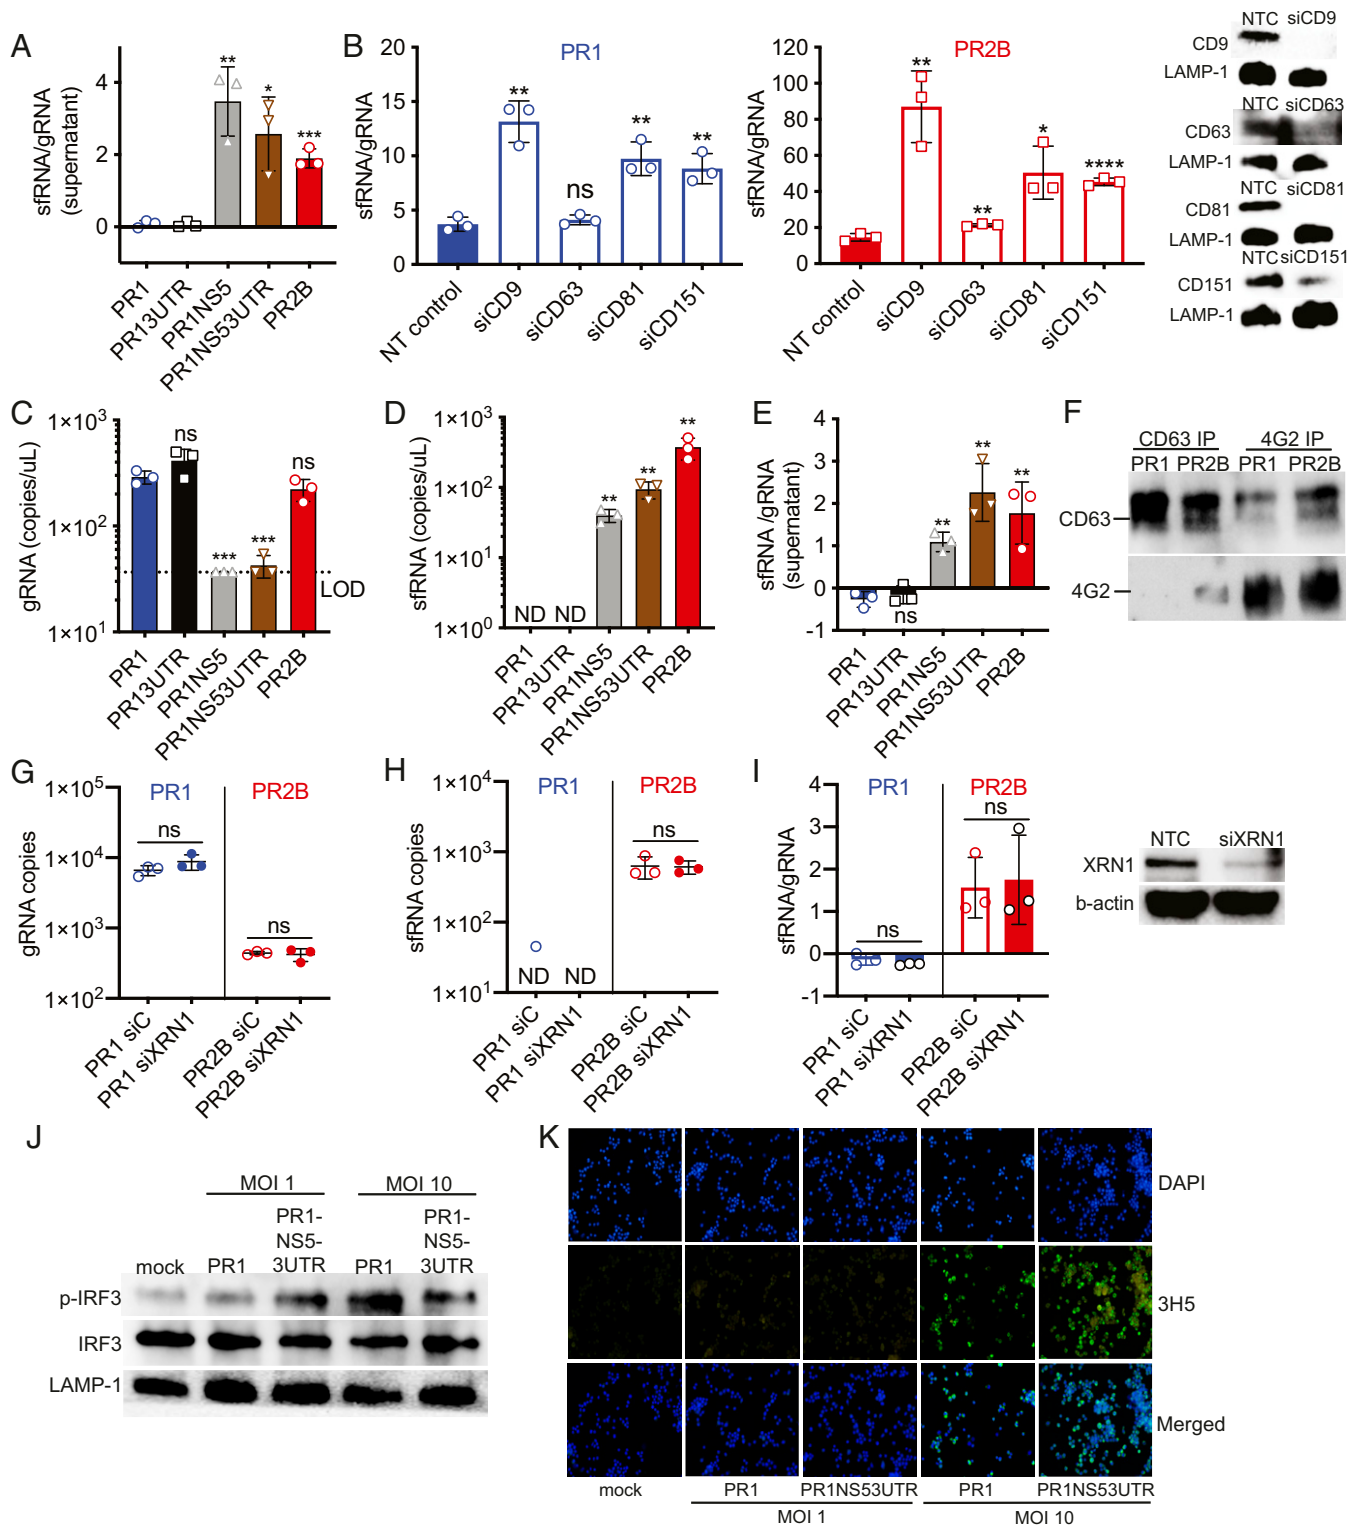 A
sfRNA/gRNA
(supernatant)
4
2
0
**
*
***
PR1
PR13UTR
PR1NS5
PR1NS53UTR
PR2B
B
PR1
sfRNA/gRNA
20
15
10
5
0
**
ns
**
**
NT control
siCD9
siCD63
siCD81
siCD151
PR2B
sfRNA/gRNA
120
100
80
60
40
20
0
**
**
*
****
NT control
siCD9
siCD63
siCD81
siCD151
NTC siCD9
CD9
LAMP-1
NTC siCD63
CD63
LAMP-1
NTC siCD81
CD81
LAMP-1
NTC siCD151
CD151
LAMP-1
C
gRNA (copies/uL)
1×10³
1×10²
1×10¹
ns
***
***
ns
LOD
PR1
PR13UTR
PR1NS5
PR1NS53UTR
PR2B
D
sfRNA (copies/uL)
1×10³
1×10²
1×10¹
1×10⁰
ND
ND
**
**
**
PR1
PR13UTR
PR1NS5
PR1NS53UTR
PR2B
E
sfRNA /gRNA
(supernatant)
4
3
2
1
0
-1
ns
**
**
**
PR1
PR13UTR
PR1NS5
PR1NS53UTR
PR2B
F
CD63 IP 4G2 IP
PR1 PR2B PR1 PR2B
CD63
4G2
G
gRNA copies
1×10⁵
1×10⁴
1×10³
1×10²
PR1
PR2B
ns
ns
PR1 siC
PR1 siXRN1
PR2B siC
PR2B siXRN1
H
sfRNA copies
1×10⁴
1×10³
1×10²
1×10¹
PR1
PR2B
ND
ND
ns
PR1 siC
PR1 siXRN1
PR2B siC
PR2B siXRN1
I
sfRNA/gRNA
4
3
2
1
0
-1
PR1
PR2B
ns
ns
PR1 siC
PR1 siXRN1
PR2B siC
PR2B siXRN1
NTC siXRN1
XRN1
b-actin
J
MOI 1 MOI 10
PR1- PR1-
NS5- NS5-
mock PR1 3UTR PR1 3UTR
p-IRF3
IRF3
LAMP-1
K
DAPI
3H5
Merged
mock PR1 PR1NS53UTR PR1 PR1NS53UTR
MOI 1 MOI 10